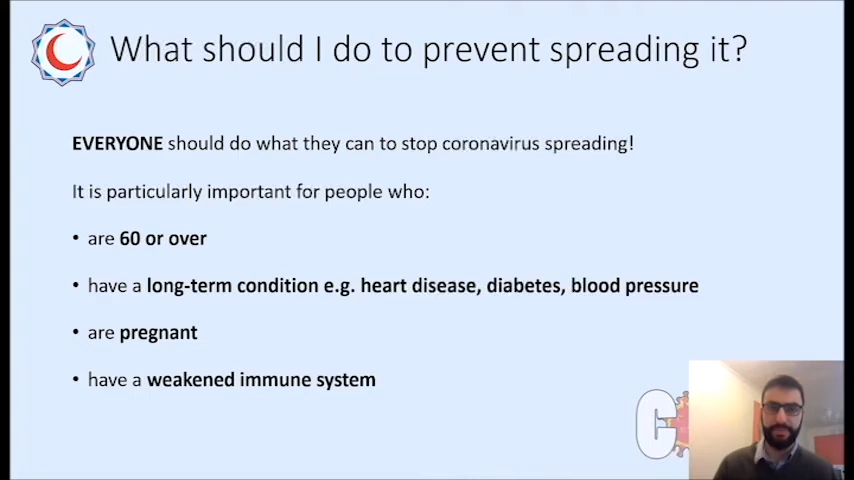 What should I do to prevent spreading it?
EVERYONE should do what they can to stop coronavirus spreading!
It is particularly important for people who:
• are 60 or over
• have a long-term condition e.g. heart disease, diabetes, blood pressure
• are pregnant
• have a weakened immune system
C